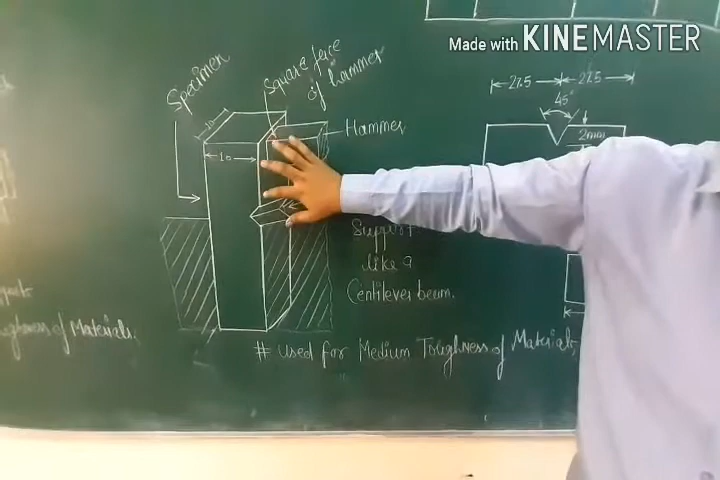 Made with KINEMASTER
Specimen
Square face
of hammer
Hammer
10
10
27.5
27.5
45°
2mm
Support
like a
Centilever beam.
# Used for Medium Toughness of Materials,
of Materials.